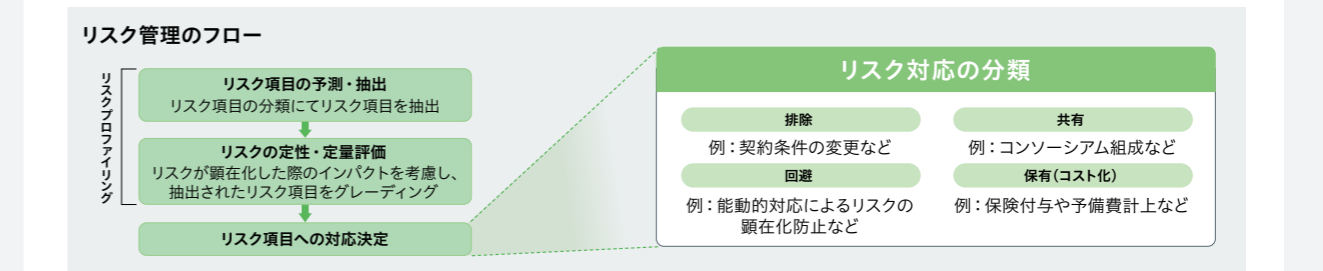 リスク管理のフロー
リスクプロファイリング
リスク項目の予測・抽出
リスク項目の分類にてリスク項目を抽出
リスクの定性・定量評価
リスクが顕在化した際のインパクトを考慮し、
抽出されたリスク項目をグレーディング
リスク項目への対応決定
リスク対応の分類
排除
例：契約条件の変更など
共有
例：コンソーシアム組成など
回避
例：能動的対応によるリスクの
顕在化防止など
保有（コスト化）
例：保険付与や予備費計上など